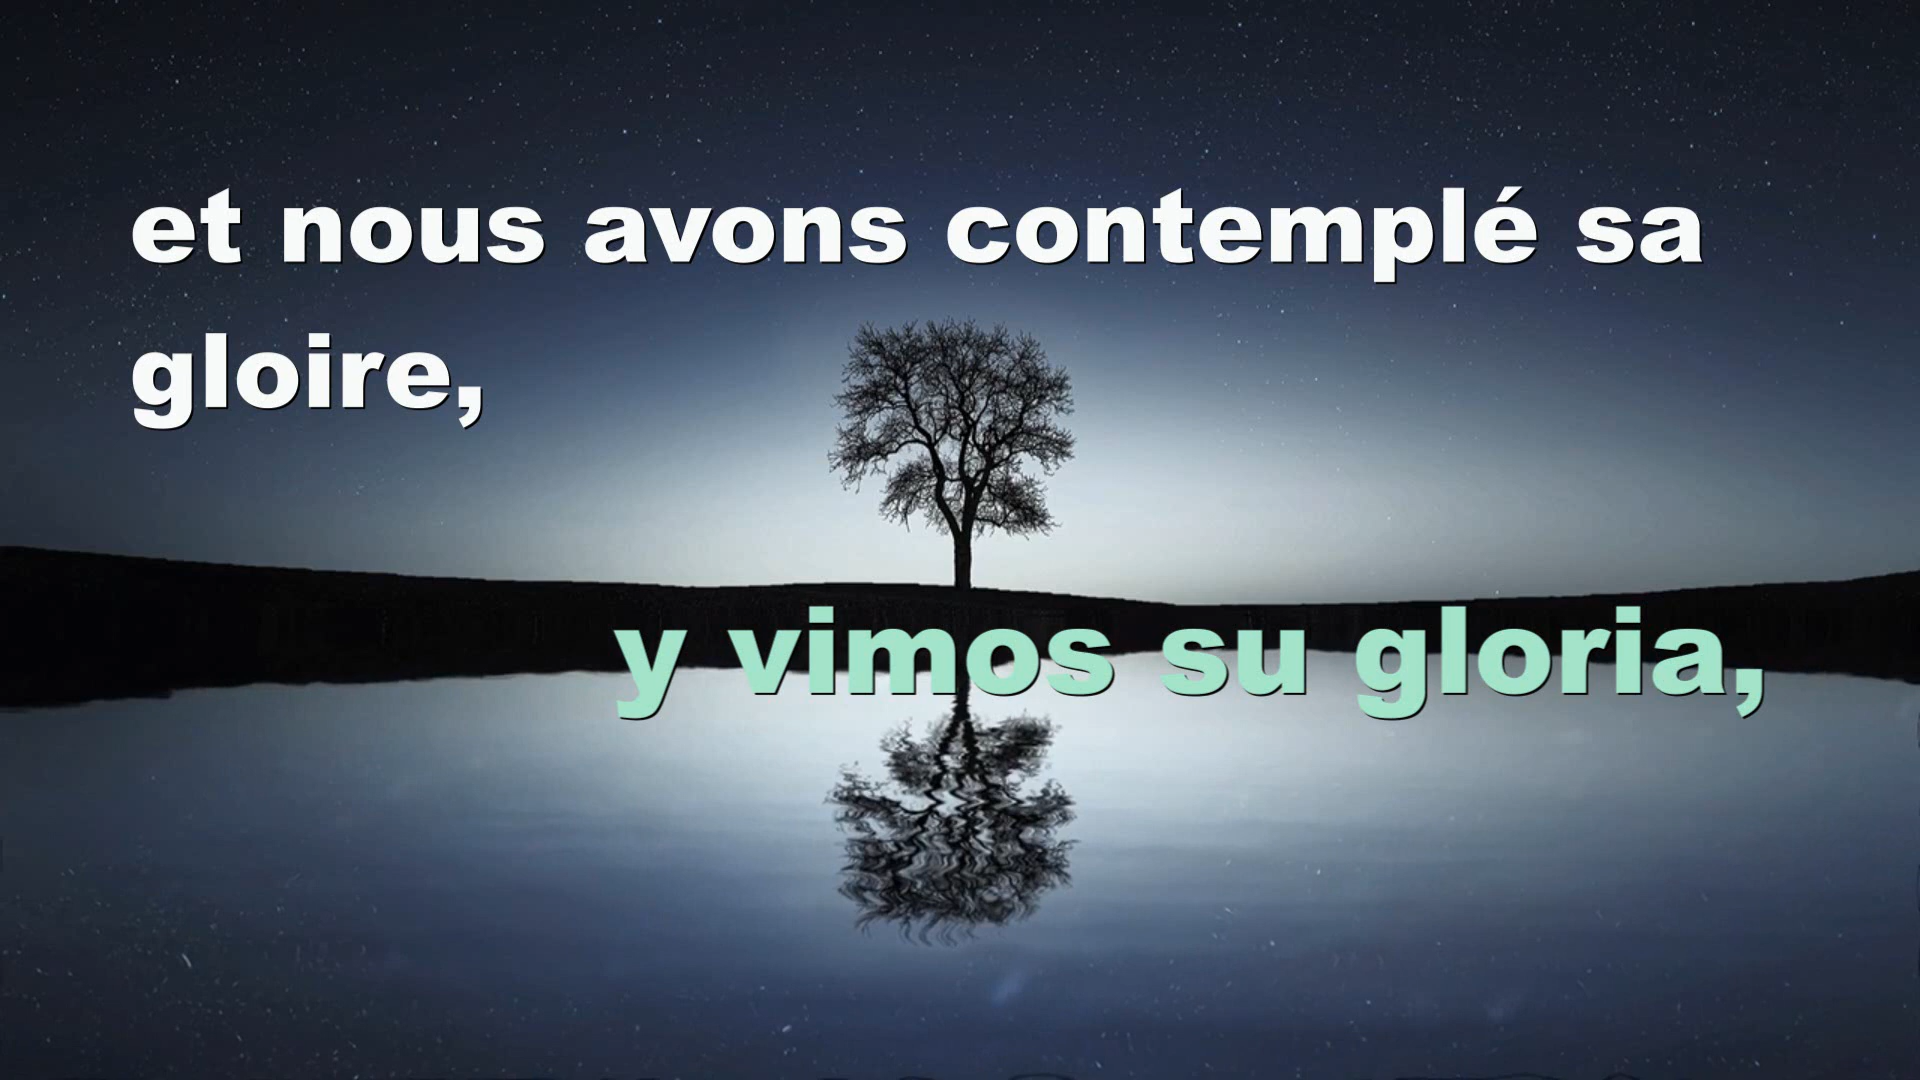 et nous avons contemplé sa
gloire,
y vimos su gloria,